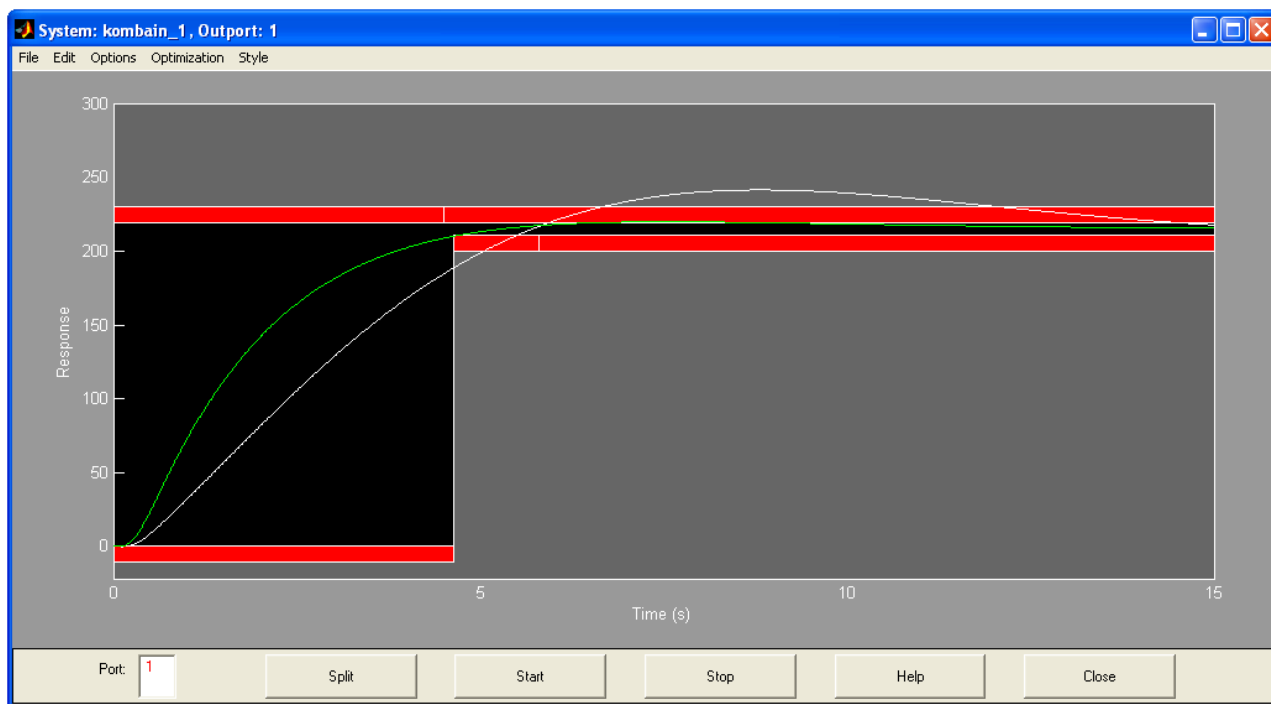 System: kombain_1, Outport: 1
File Edit Options Optimization Style
300
250
200
150
100
50
0
Response
0 5 10 15
Time (s)
Port: 1 Split Start Stop Help Close